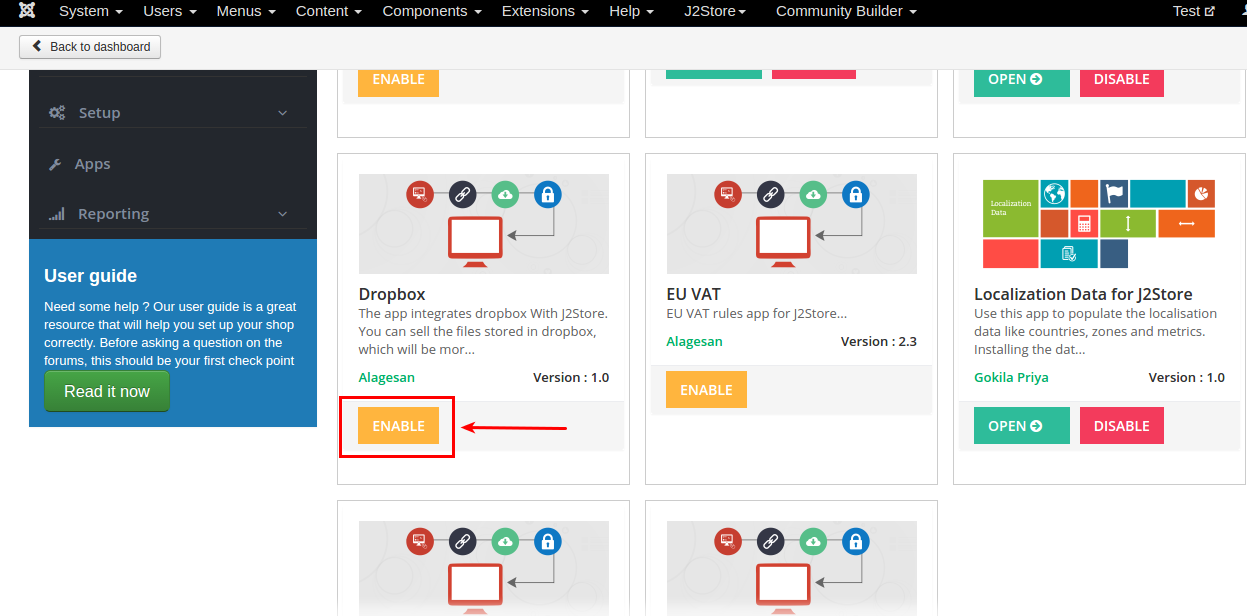 System Users Menus Content Components Extensions Help J2Store Community Builder Test
Back to dashboard
Setup
Apps
Reporting
User guide
Need some help ? Our user guide is a great
resource that will help you set up your shop
correctly. Before asking a question on the
forums, this should be your first check point
Read it now
ENABLE
OPEN DISABLE
Dropbox
The app integrates dropbox With J2Store.
You can sell the files stored in dropbox,
which will be mor...
Alagesan Version : 1.0
ENABLE
EU VAT
EU VAT rules app for J2Store...
Alagesan Version : 2.3
ENABLE
Localization
Data
Localization Data for J2Store
Use this app to populate the localisation
data like countries, zones and metrics.
Installing the dat...
Gokila Priya Version : 1.0
OPEN DISABLE